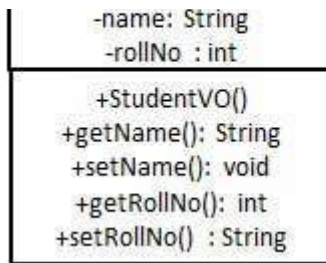 -name: String
-rollNo : int
+StudentVO()
+getName(): String
+setName(): void
+getRollNo(): int
+setRollNo() : String